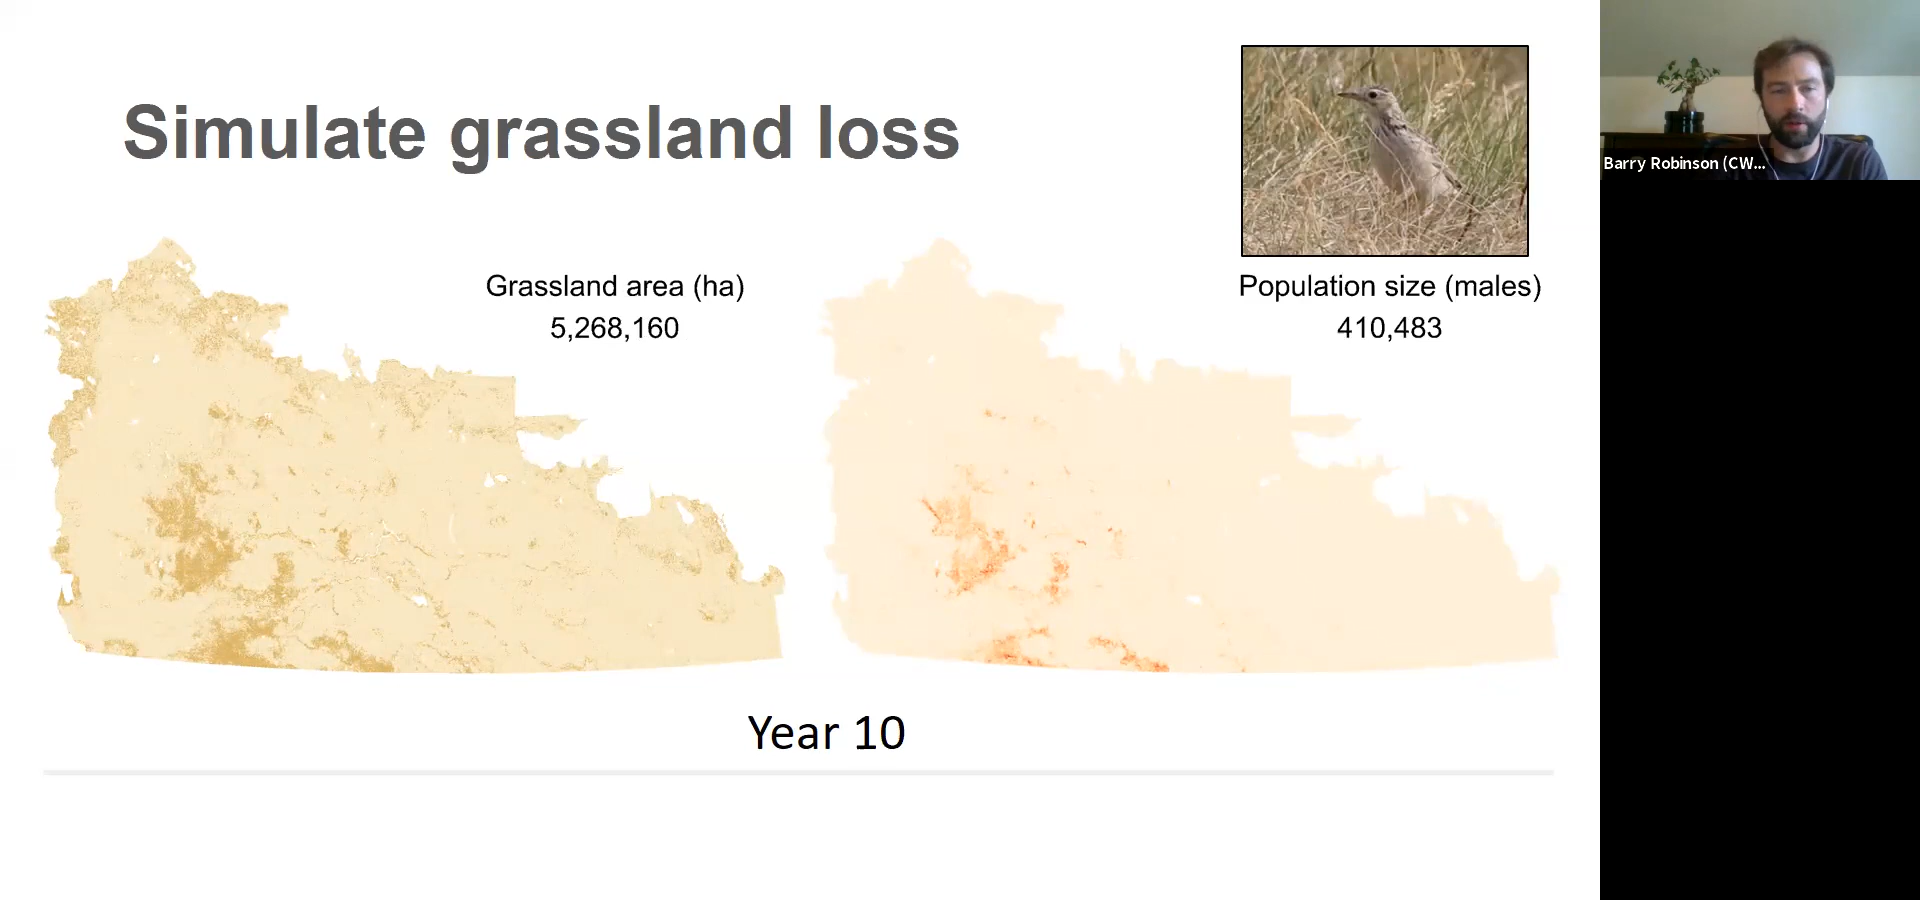 Simulate grassland loss
Grassland area (ha)
5,268,160
Population size (males)
410,483
Year 10
Barry Robinson (CW...